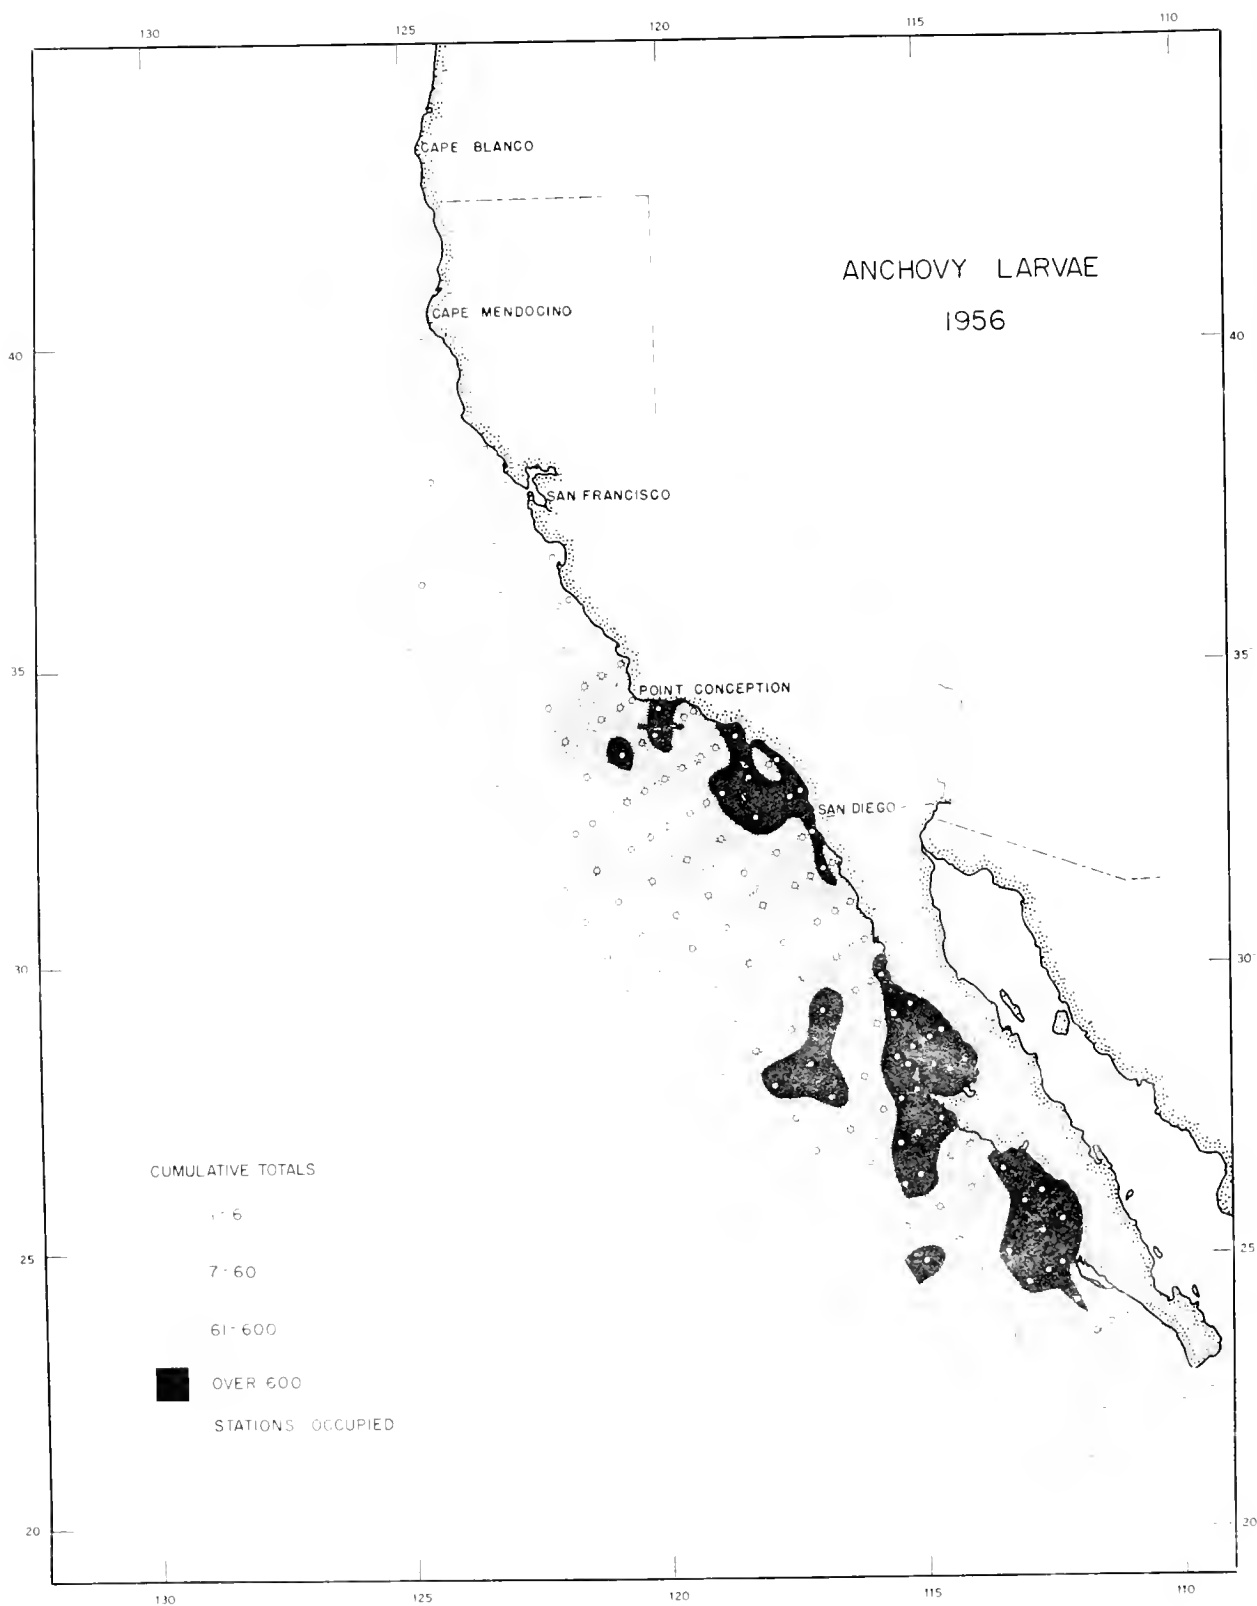 130 125 120 115 110
CAPE BLANCO
ANCHOVY LARVAE
1956
CAPE MENDOCINO
40 40
SAN FRANCISCO
35 35
POINT CONCEPTION
SAN DIEGO
30 30
CUMULATIVE TOTALS
7-60
25 25
61-600
OVER 600
STATIONS OCCUPIED
20 20
130 125 120 115 110